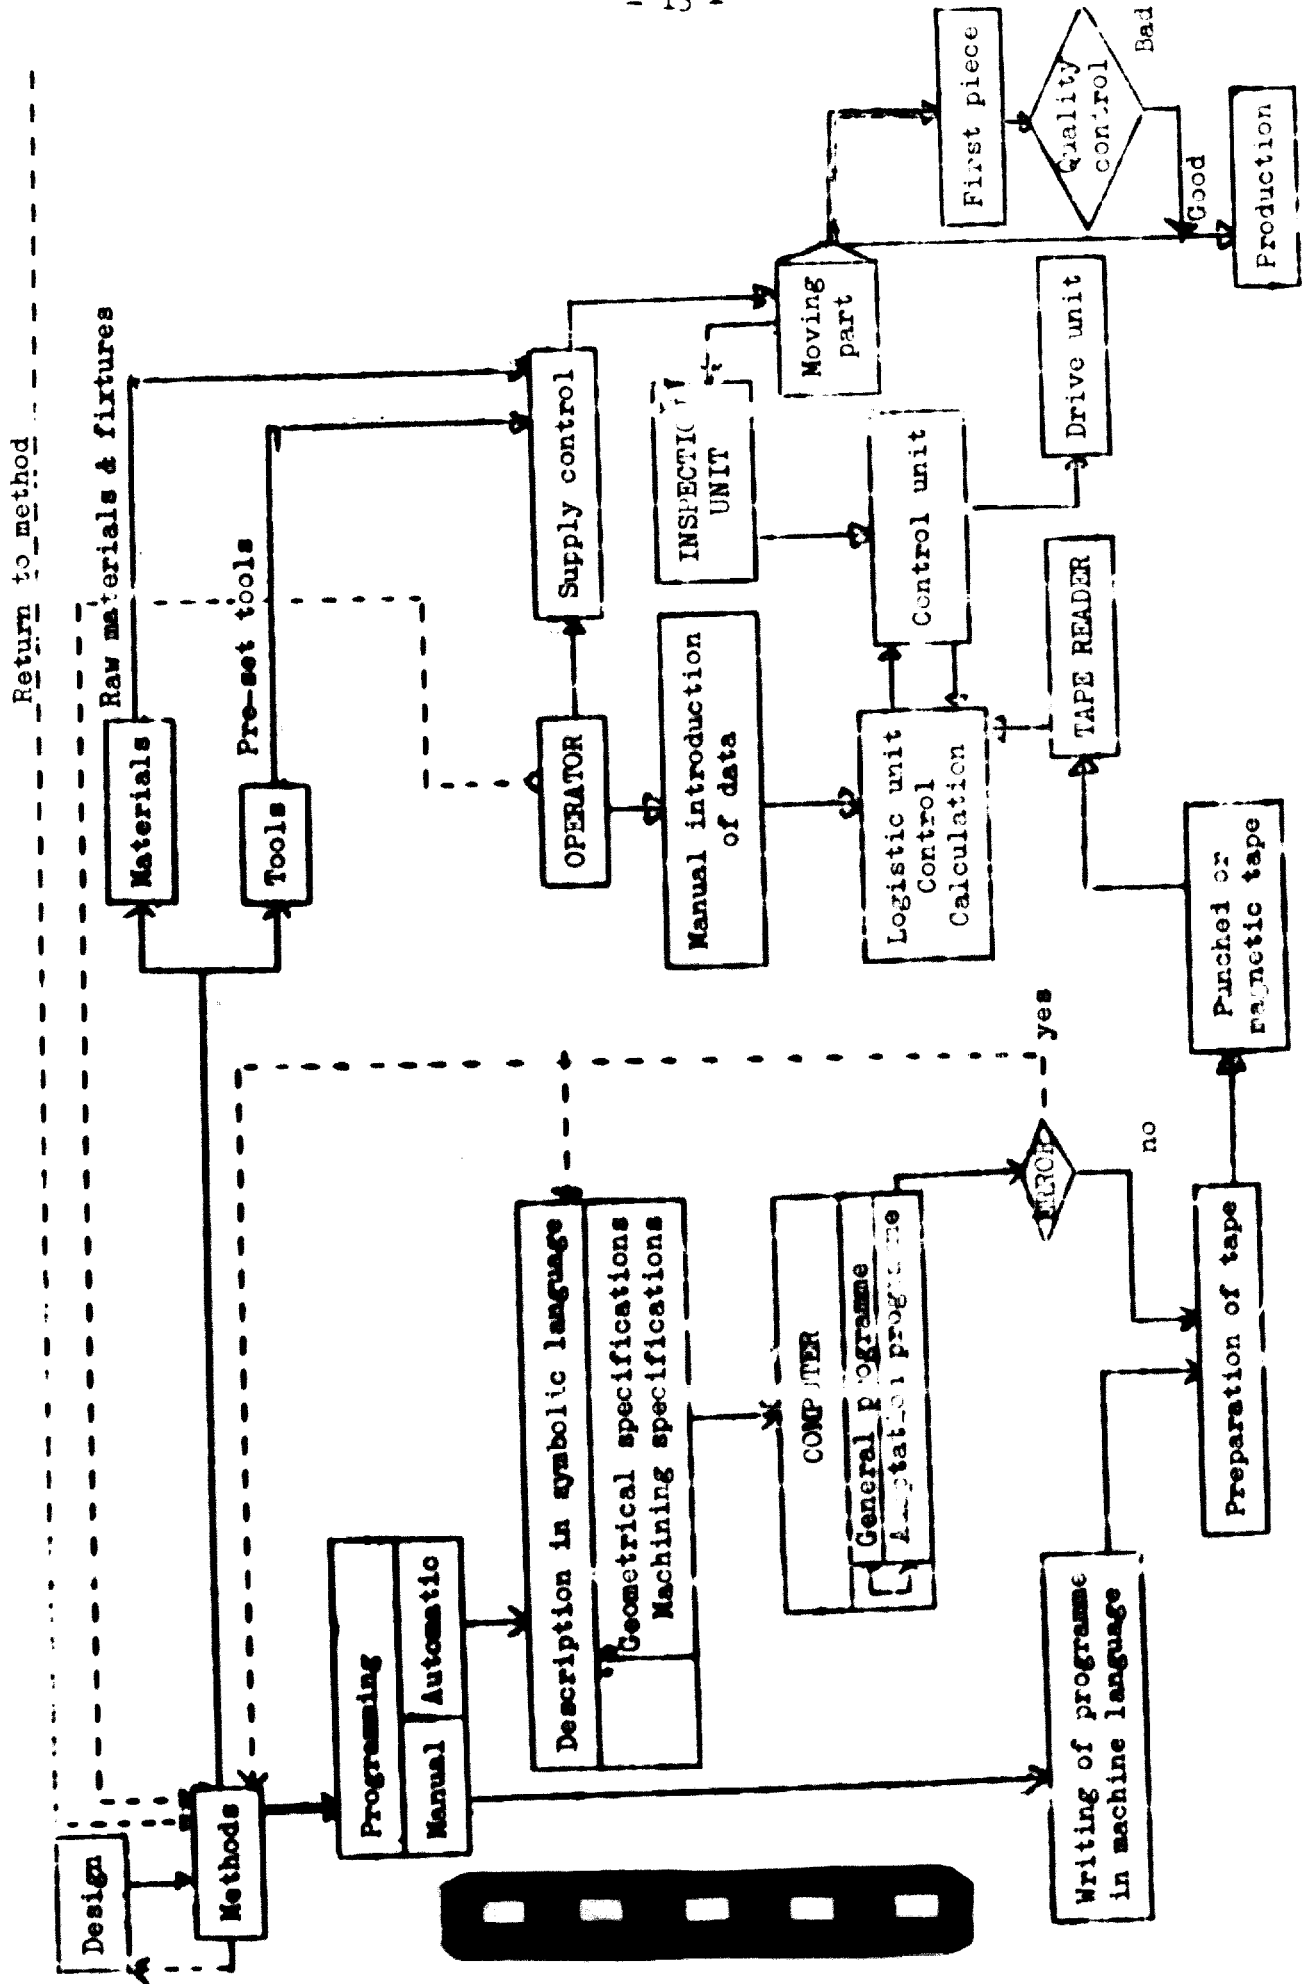 Return to method
Design
Methods
Raw materials & fixtures
Materials
Pre-set tools
Tools
Programming
Manual
Automatic
Description in symbolic language
Geometrical specifications
Machining specifications
COMPUTER
General programme
programme
ERROR
yes
no
Writing of programme
in machine language
Preparation of tape
Punched or
magnetic tape
TAPE READER
OPERATOR
Supply control
Manual introduction
of data
Logistic unit
Control
Calculation
INSPECTION
UNIT
Control unit
Drive unit
Moving
part
First piece
Quality
control
Bad
Good
Production